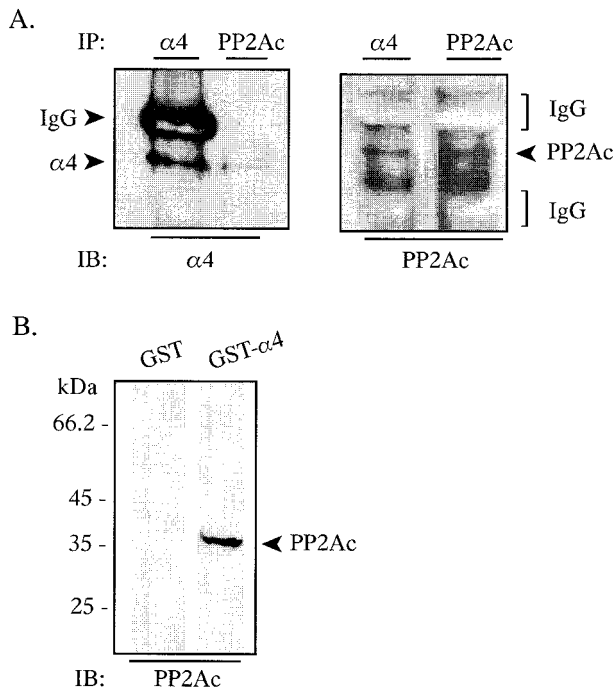 A.
IP: α4 PP2Ac α4 PP2Ac
IgG IgG
α4 PP2Ac
IgG
IB: α4 PP2Ac
B.
GST GST-α4
kDa
66.2 -
45 -
35 - PP2Ac
25 -
IB: PP2Ac